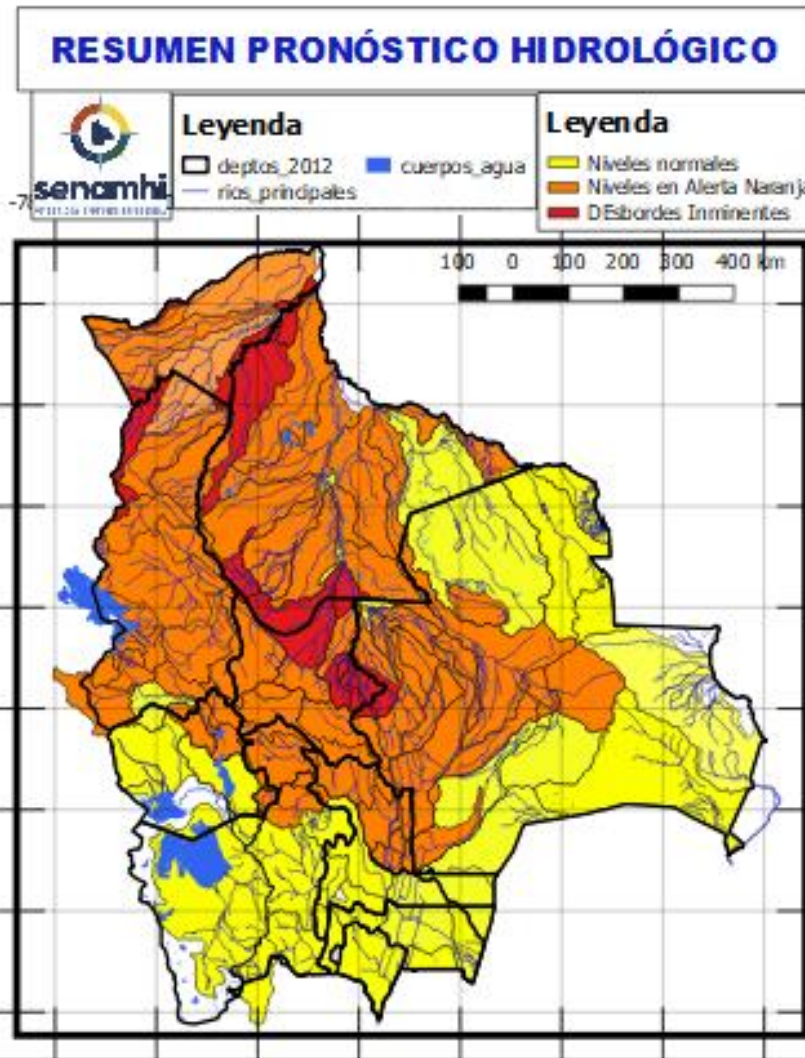 RESUMEN PRONÓSTICO HIDROLÓGICO
senamhi
Leyenda
deptos_2012
cuerpos_agua
rios_principales
Leyenda
Niveles normales
Niveles en Alerta Naranja
DEsbordes Inminentes
100 0 100 200 300 400 km